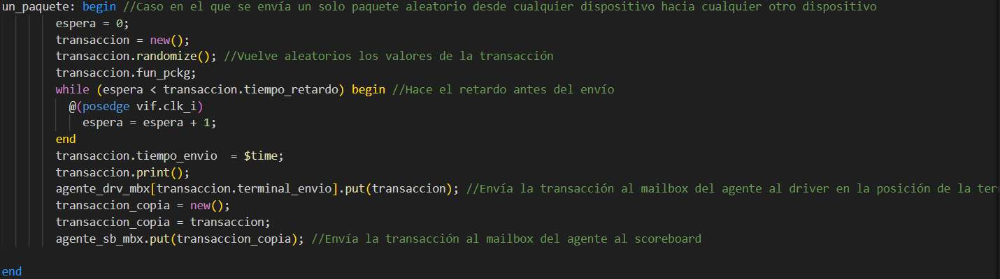 un_paquete: begin //Caso en el que se envía un solo paquete aleatorio desde cualquier dispositivo hacia cualquier otro dispositivo
espera = 0;
transaccion = new();
transaccion.randomize(); //Vuelve aleatorios los valores de la transacción
transaccion.fun_pckg;
while (espera < transaccion.tiempo_retardo) begin //Hace el retardo antes del envío
@(posedge vif.clk_i)
espera = espera + 1;
end
transaccion.tiempo_envio  = $time;
transaccion.print();
agente_drv_mbx[transaccion.terminal_envio].put(transaccion); //Envía la transacción al mailbox del agente al driver en la posición de la
transaccion_copia = new();
transaccion_copia = transaccion;
agente_sb_mbx.put(transaccion_copia); //Envía la transacción al mailbox del agente al scoreboard
end